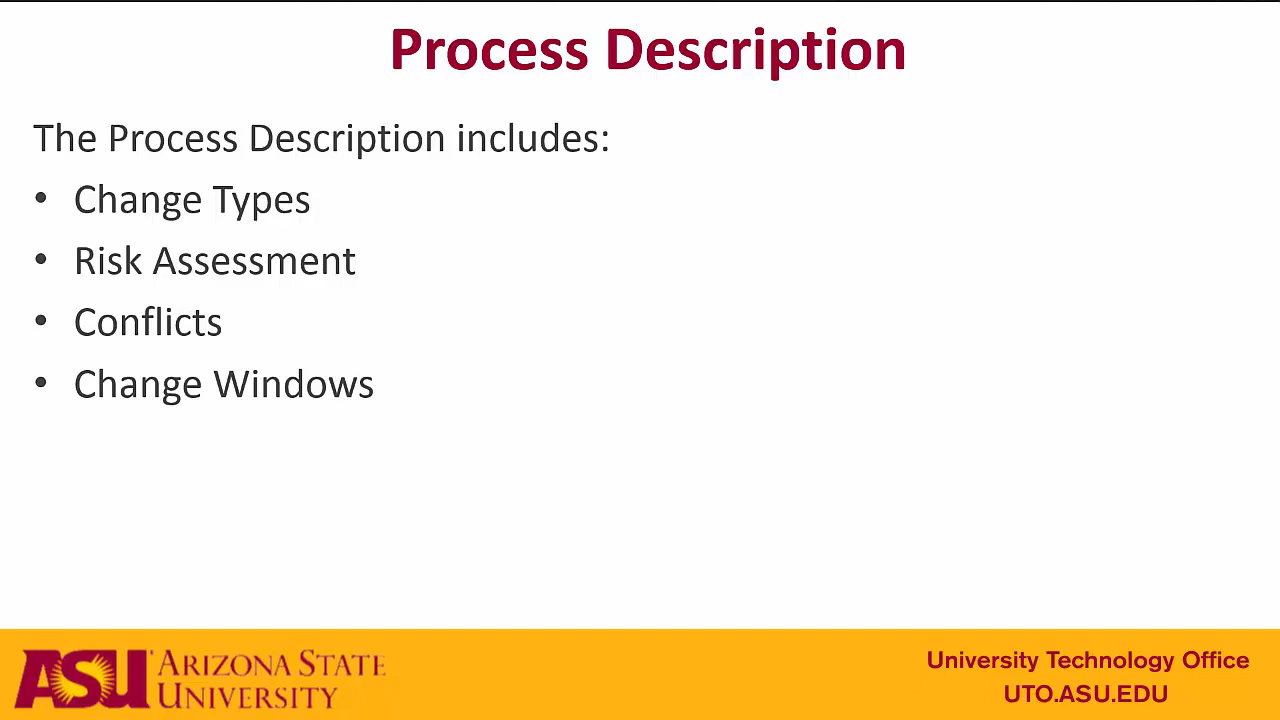 Process Description
The Process Description includes:
• Change Types
• Risk Assessment
• Conflicts
• Change Windows
ASU ARIZONA STATE
UNIVERSITY
University Technology Office
UTO.ASU.EDU